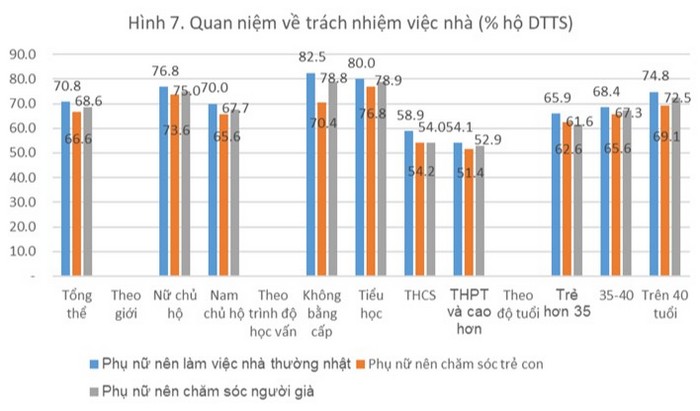 Hình 7. Quan niệm về trách nhiệm việc nhà (% hộ DTTS)
90.0
80.0
70.0
60.0
50.0
40.0
30.0
20.0
10.0
-
70.8
66.6
68.6
76.8
73.6
75.0
70.0
65.6
67.7
82.5
70.4
78.8
80.0
76.8
78.9
58.9
54.2
54.0
54.1
51.4
52.9
65.9
62.6
61.6
68.4
65.6
67.3
74.8
69.1
72.5
Tổng
thể
Theo
giới
Nữ chủ
hộ
Nam
chủ hộ
Theo
trình độ
học vấn
Không
bằng
cấp
Tiểu
học
THCS
THPT
và cao
hơn
Theo
độ tuổi
Trẻ
hơn 35
35-40
Trên 40
tuổi
Phụ nữ nên làm việc nhà thường nhật
Phụ nữ nên chăm sóc trẻ con
Phụ nữ nên chăm sóc người già